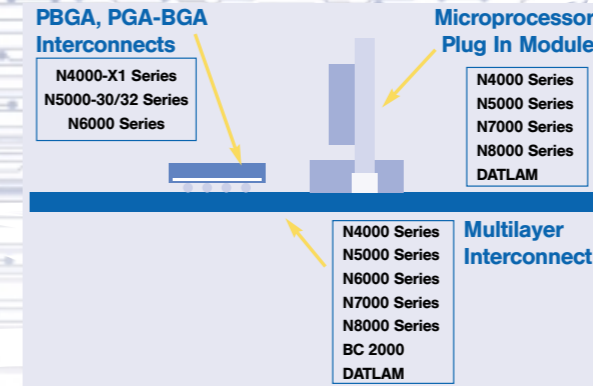 PBGA, PGA-BGA
Interconnects
N4000-X1 Series
N5000-30/32 Series
N6000 Series
Microprocessor
Plug In Module
N4000 Series
N5000 Series
N7000 Series
N8000 Series
DATLAM
Multilayer
Interconnect
N4000 Series
N5000 Series
N6000 Series
N7000 Series
N8000 Series
BC 2000
DATLAM